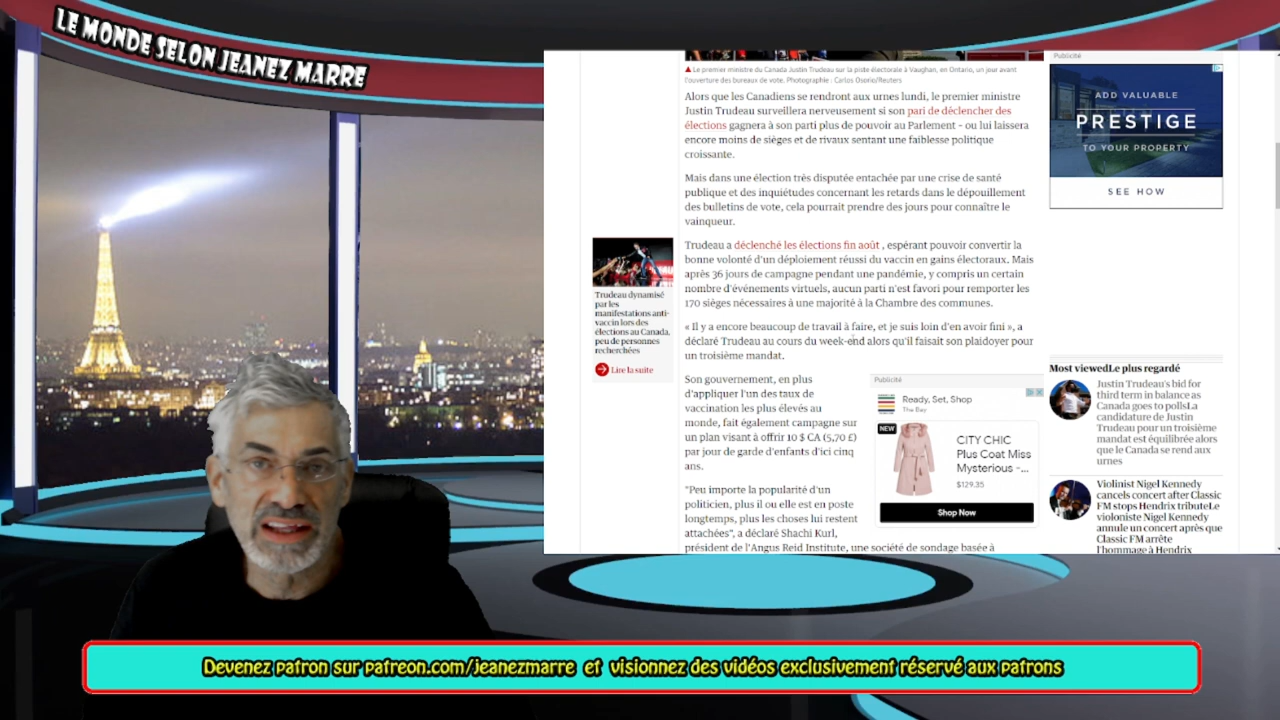 LE MONDE SELON JEANEZ MARRE
▲ Le premier ministre du Canada Justin Trudeau sur la piste électorale à Vaughan, en Ontario, un jour avant
l'ouverture des bureaux de vote. Photographie : Carlos Osorio/Reuters
Alors que les Canadiens se rendront aux urnes lundi, le premier ministre
Justin Trudeau surveillera nerveusement si son pari de déclencher des
élections gagnera à son parti plus de pouvoir au Parlement – ou lui laissera
encore moins de sièges et de rivaux sentant une faiblesse politique
croissante.
Mais dans une élection très disputée entachée par une crise de santé
publique et des inquiétudes concernant les retards dans le dépouillement
des bulletins de vote, cela pourrait prendre des jours pour connaître le
vainqueur.
Trudeau a déclenché les élections fin août , espérant pouvoir convertir la
bonne volonté d'un déploiement réussi du vaccin en gains électoraux. Mais
après 36 jours de campagne pendant une pandémie, y compris un certain
nombre d'événements virtuels, aucun parti n'est favori pour remporter les
170 sièges nécessaires à une majorité à la Chambre des communes.
« Il y a encore beaucoup de travail à faire, et je suis loin d'en avoir fini », a
déclaré Trudeau au cours du week-end alors qu'il faisait son plaidoyer pour
un troisième mandat.
Son gouvernement, en plus
d'appliquer l'un des taux de
vaccination les plus élevés au
monde, fait également campagne sur
un plan visant à offrir 10 $ CA (5,70 £)
par jour de garde d'enfants d'ici cinq
ans.
"Peu importe la popularité d'un
politicien, plus il ou elle est en poste
longtemps, plus les choses lui restent
attachées", a déclaré Shachi Kurl,
président de l'Angus Reid Institute, une société de sondage basée à
Trudeau dynamisé
par les
manifestations anti-
vaccin lors des
élections au Canada,
peu de personnes
recherchées
Lire la suite
Publicité
Ready, Set, Shop
The Bay
NEW
CITY CHIC
Plus Coat Miss
Mysterious -...
$129.35
Shop Now
Publicité
ADD VALUABLE
PRESTIGE
TO YOUR PROPERTY
SEE HOW
Most viewedLe plus regardé
Justin Trudeau's bid for
third term in balance as
Canada goes to pollsLa
candidature de Justin
Trudeau pour un troisième
mandat est équilibrée alors
que le Canada se rend aux
urnes
Violinist Nigel Kennedy
cancels concert after Classic
FM stops Hendrix tributeLe
violoniste Nigel Kennedy
annule un concert après que
Classic FM arrête
l'hommage à Hendrix
Devenez patron sur patreon.com/jeanezmarre et visionnez des vidéos exclusivement réservé aux patrons